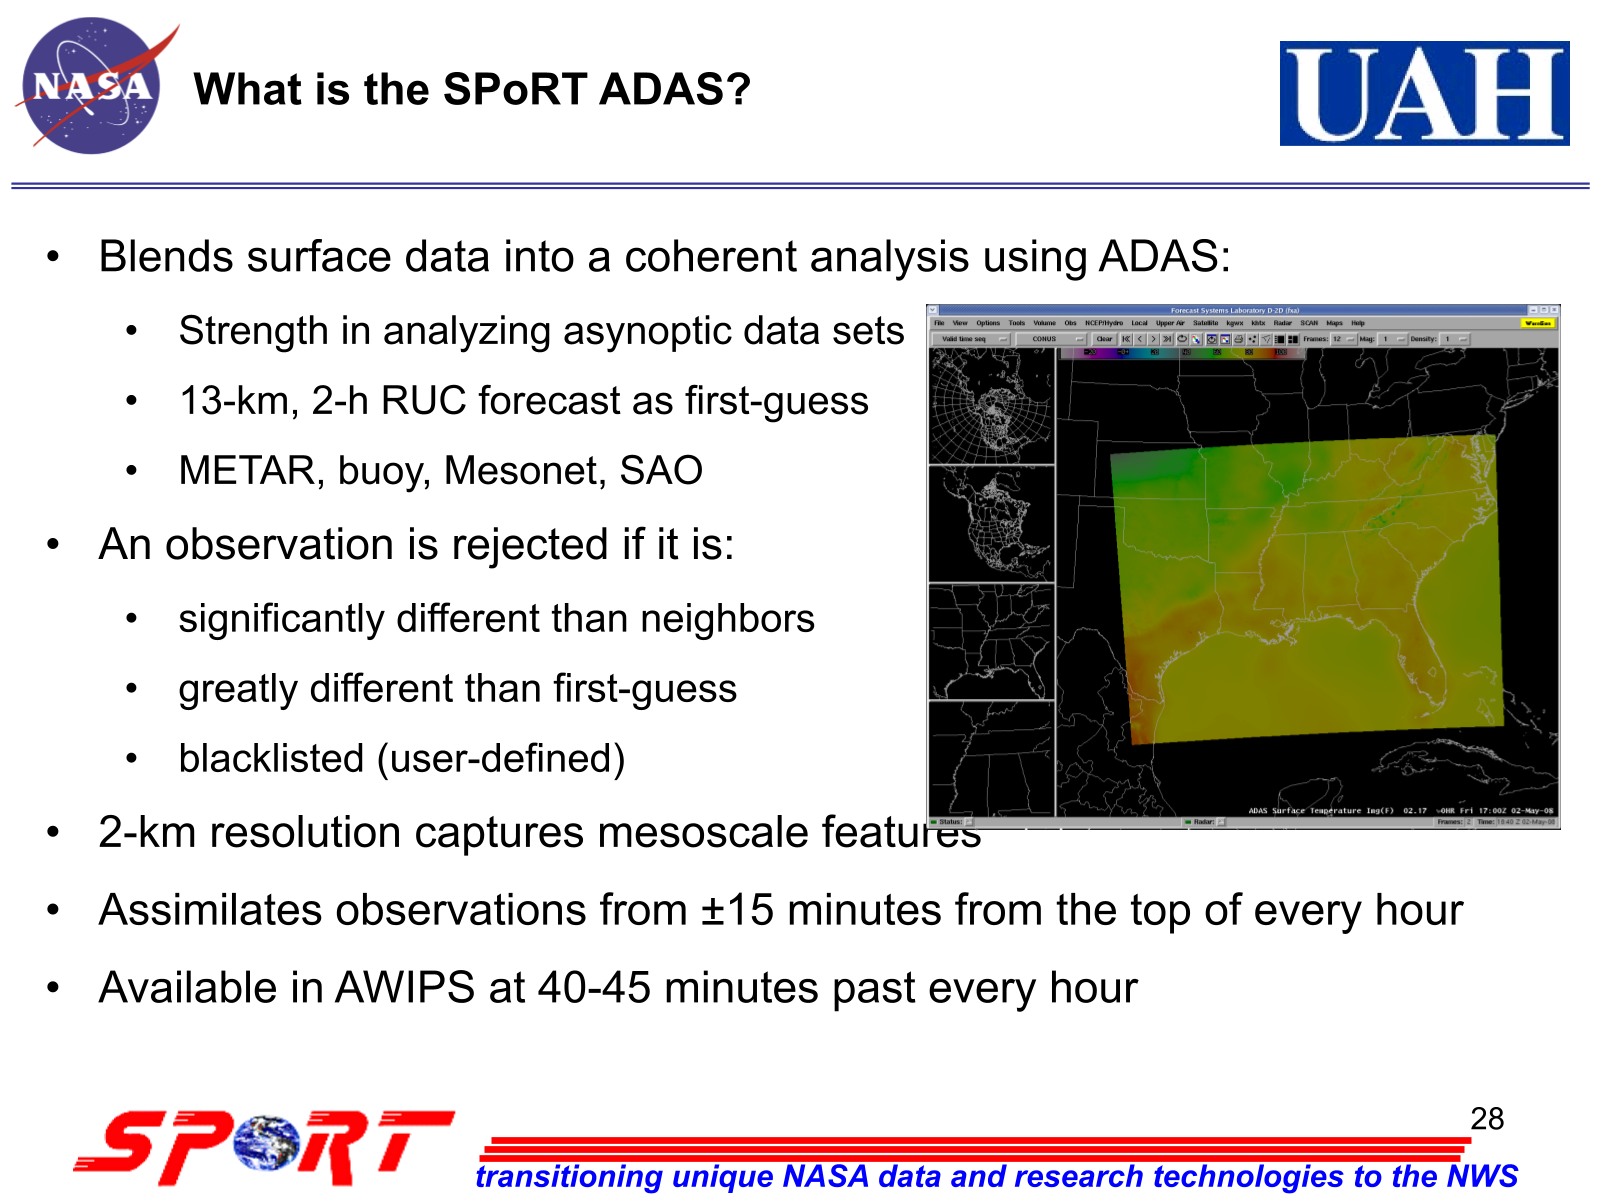 NASA
What is the SPoRT ADAS?
UAH
• Blends surface data into a coherent analysis using ADAS:
• Strength in analyzing asynoptic data sets
• 13-km, 2-h RUC forecast as first-guess
• METAR, buoy, Mesonet, SAO
• An observation is rejected if it is:
• significantly different than neighbors
• greatly different than first-guess
• blacklisted (user-defined)
• 2-km resolution captures mesoscale features
• Assimilates observations from ±15 minutes from the top of every hour
• Available in AWIPS at 40-45 minutes past every hour
Forecast Systems Laboratory D-2D (fxa)
File View Options Tools Volume Obs NCEP/Hydro Local Upper Air Satellite kgwx khtx Radar SCAN Maps Help
Valid time seq CONUS Clear Frames: 12 Mag: 1 Density: 1
ADAS Surface Temperature Img(F) 02.17 Fri 17:00Z 02-May-08
Status: Radar: Frames: 2 Time: 18:40 Z 02-May-08
SPORT
28
transitioning unique NASA data and research technologies to the NWS